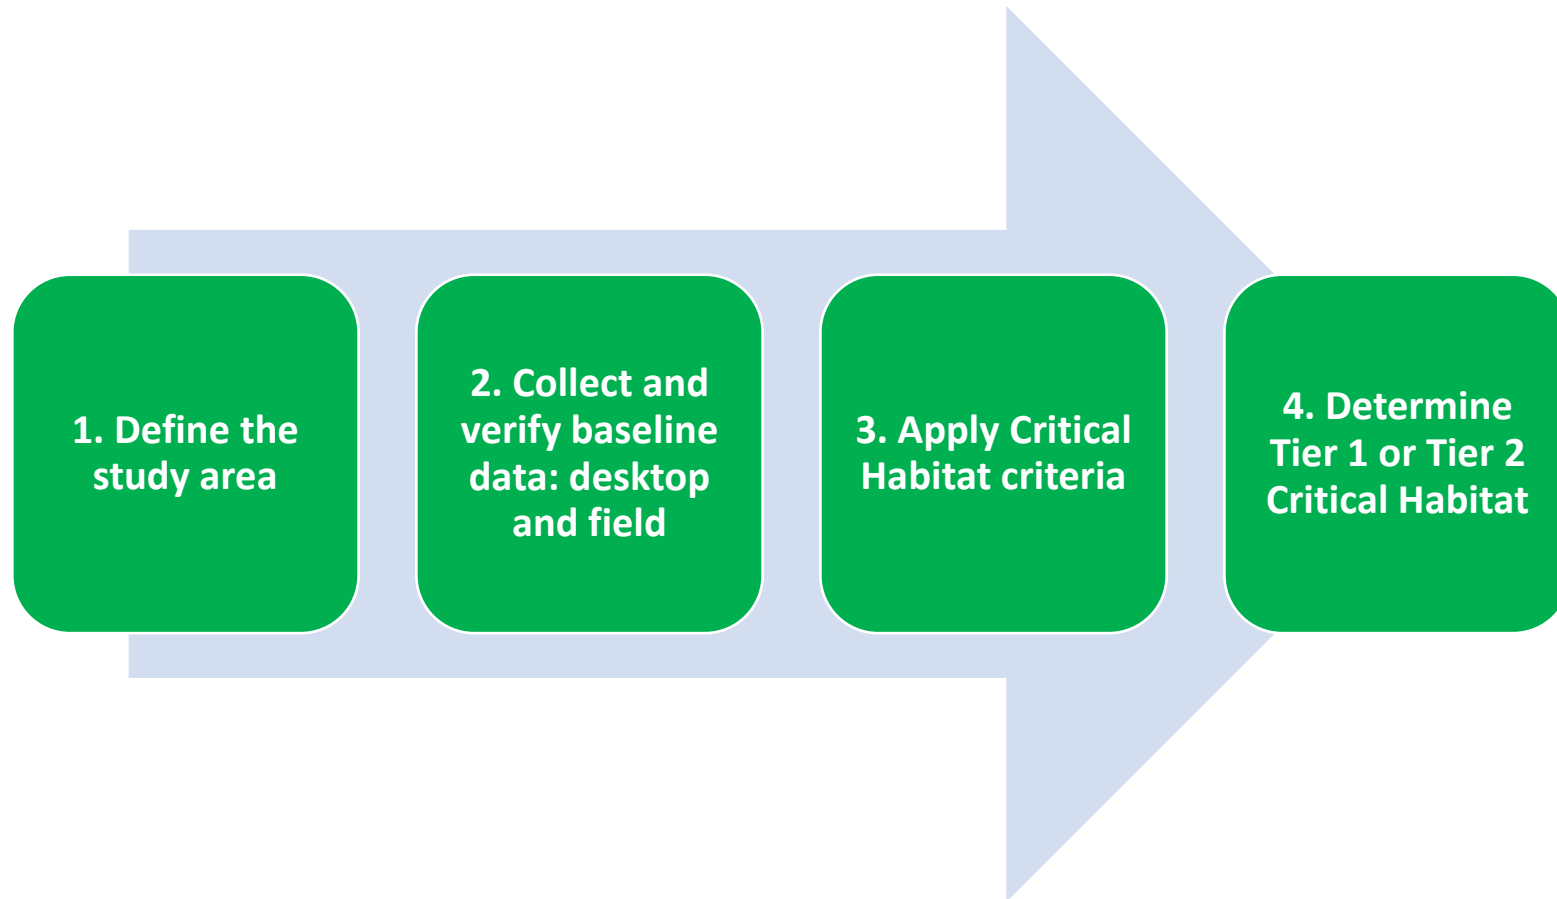 1. Define the
study area
2. Collect and
verify baseline
data: desktop
and field
3. Apply Critical
Habitat criteria
4. Determine
Tier 1 or Tier 2
Critical Habitat